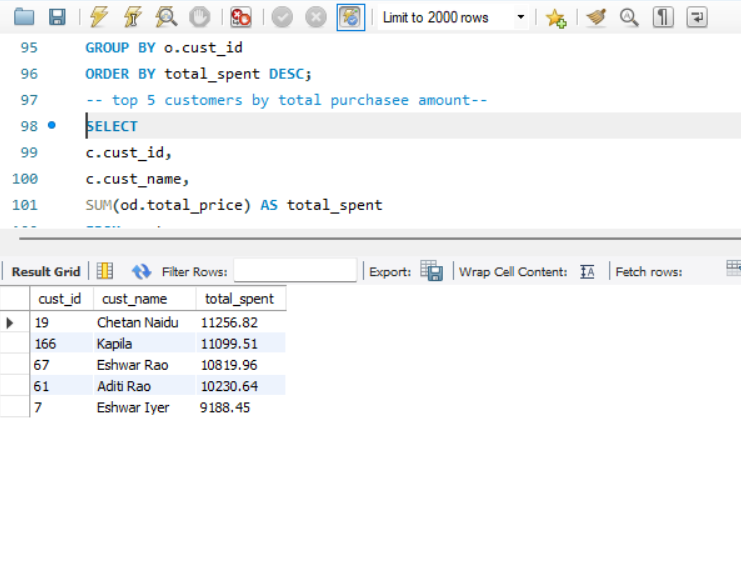 Limit to 2000 rows
95 GROUP BY o.cust_id
96 ORDER BY total_spent DESC;
97 -- top 5 customers by total purchasee amount--
98 SELECT
99 c.cust_id,
100 c.cust_name,
101 SUM(od.total_price) AS total_spent
Result Grid Filter Rows: Export: Wrap Cell Content: Fetch rows:
cust_id cust_name total_spent
19 Chetan Naidu 11256.82
166 Kapila 11099.51
67 Eshwar Rao 10819.96
61 Aditi Rao 10230.64
7 Eshwar Iyer 9188.45